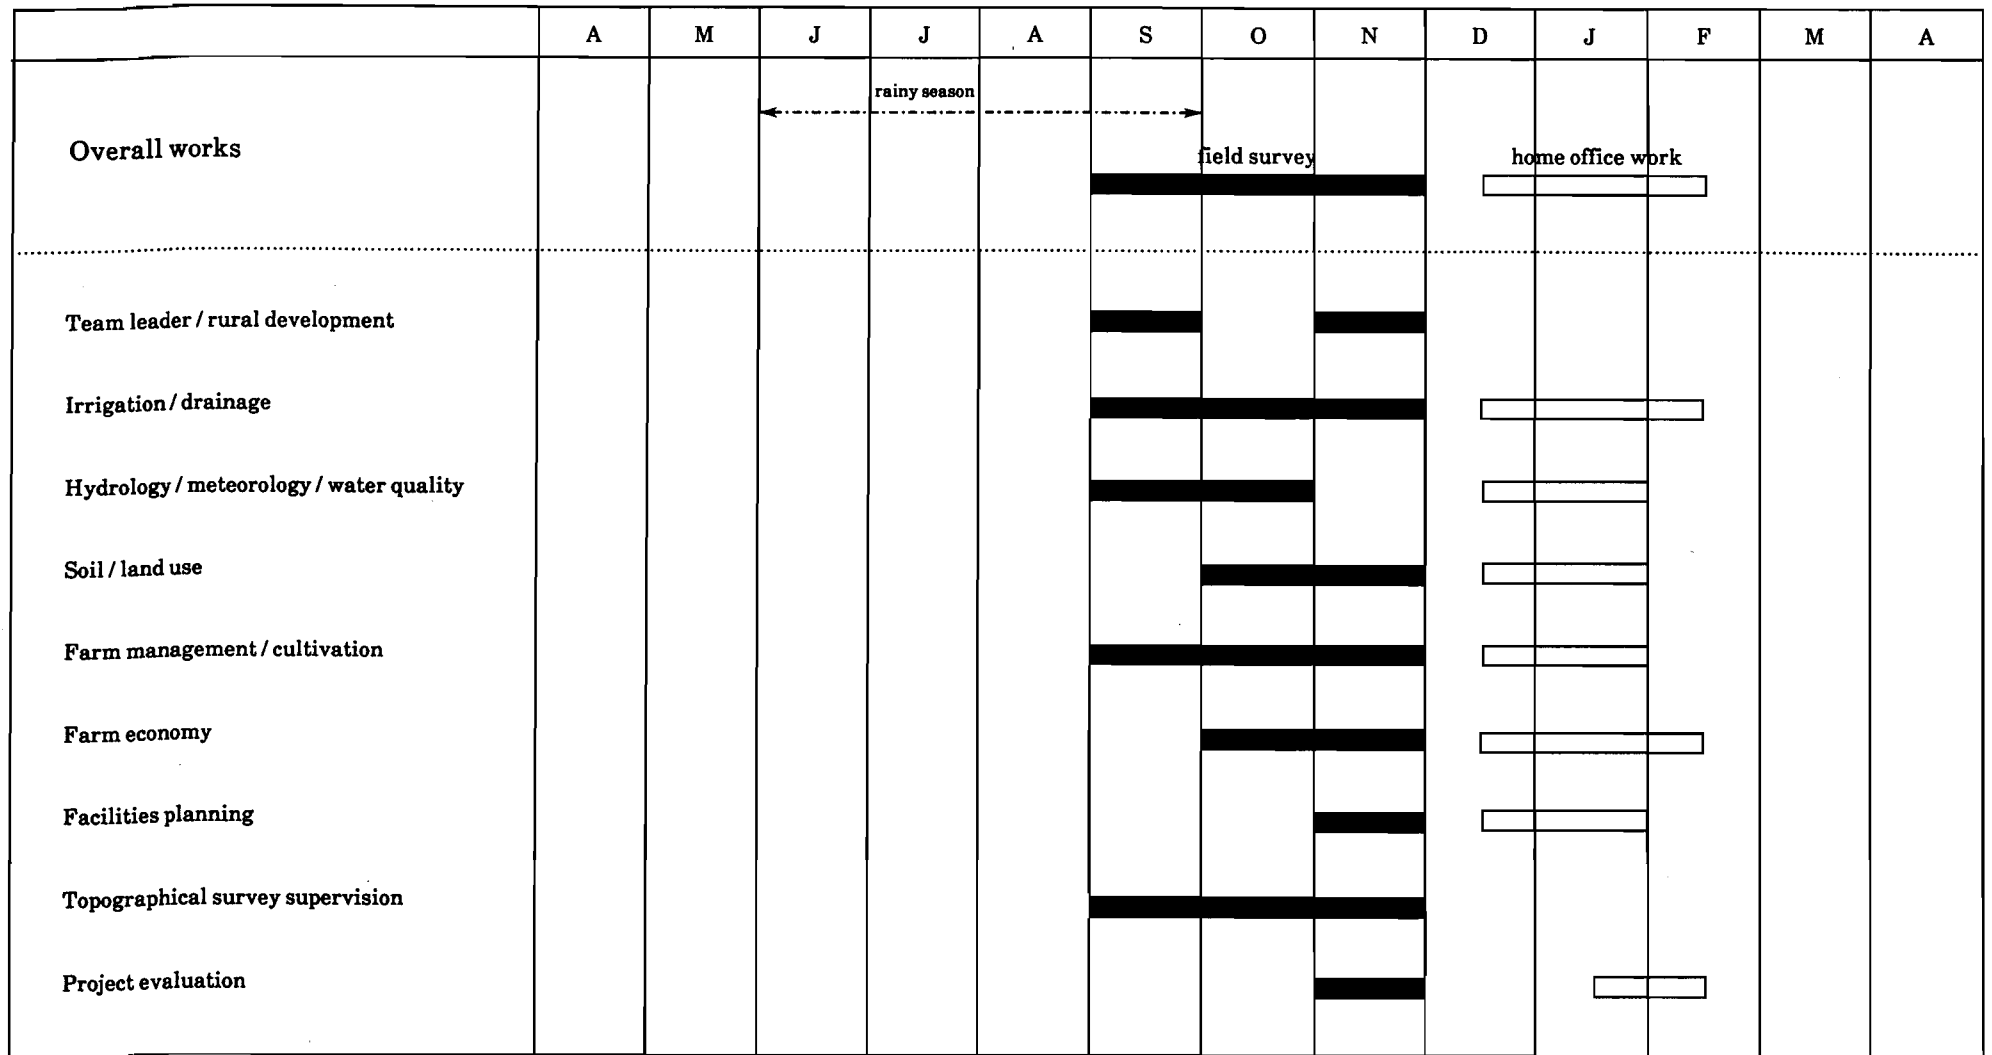 A M J J A S O N D J F M A
rainy season
Overall works
field survey home office work
Team leader / rural development
Irrigation / drainage
Hydrology / meteorology / water quality
Soil / land use
Farm management / cultivation
Farm economy
Facilities planning
Topographical survey supervision
Project evaluation